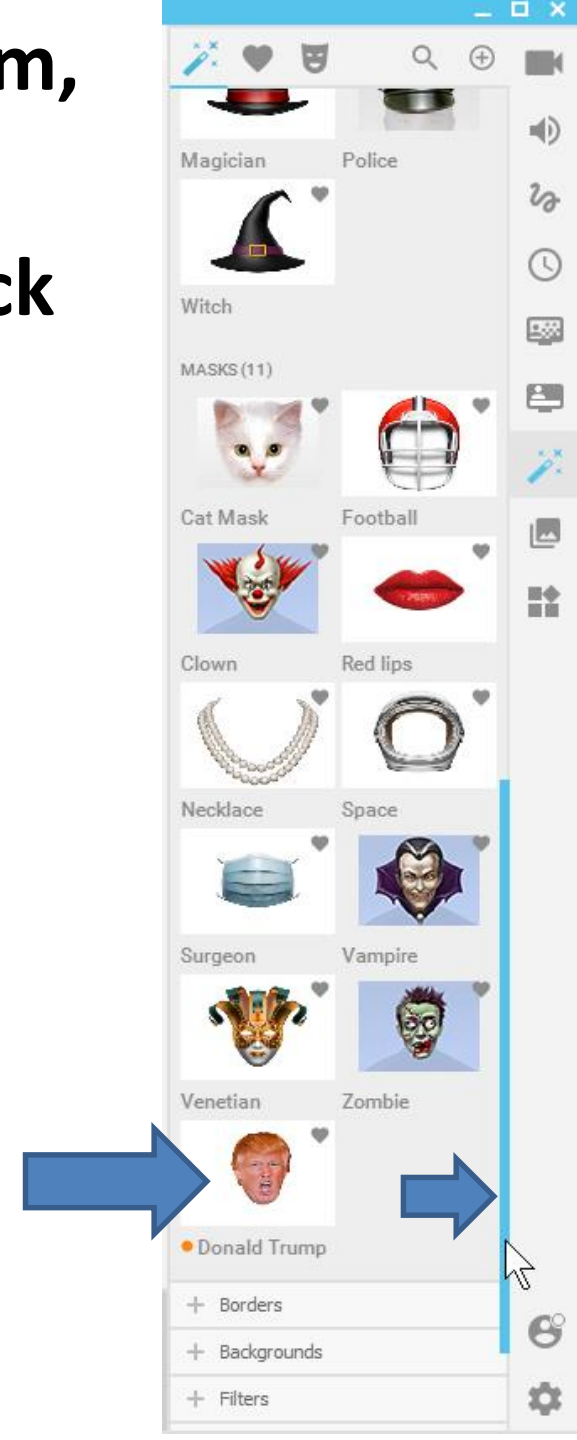 m,
ck
Magician Police
Witch
MASKS (11)
Cat Mask Football
Clown Red lips
Necklace Space
Surgeon Vampire
Venetian Zombie
Donald Trump
Borders
Backgrounds
Filters